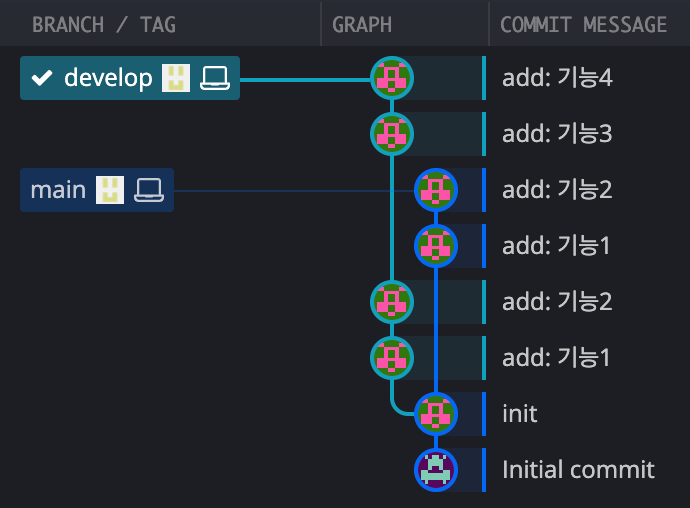 BRANCH / TAG GRAPH COMMIT MESSAGE
develop add: 기능4
add: 기능3
main add: 기능2
add: 기능1
add: 기능2
add: 기능1
init
Initial commit